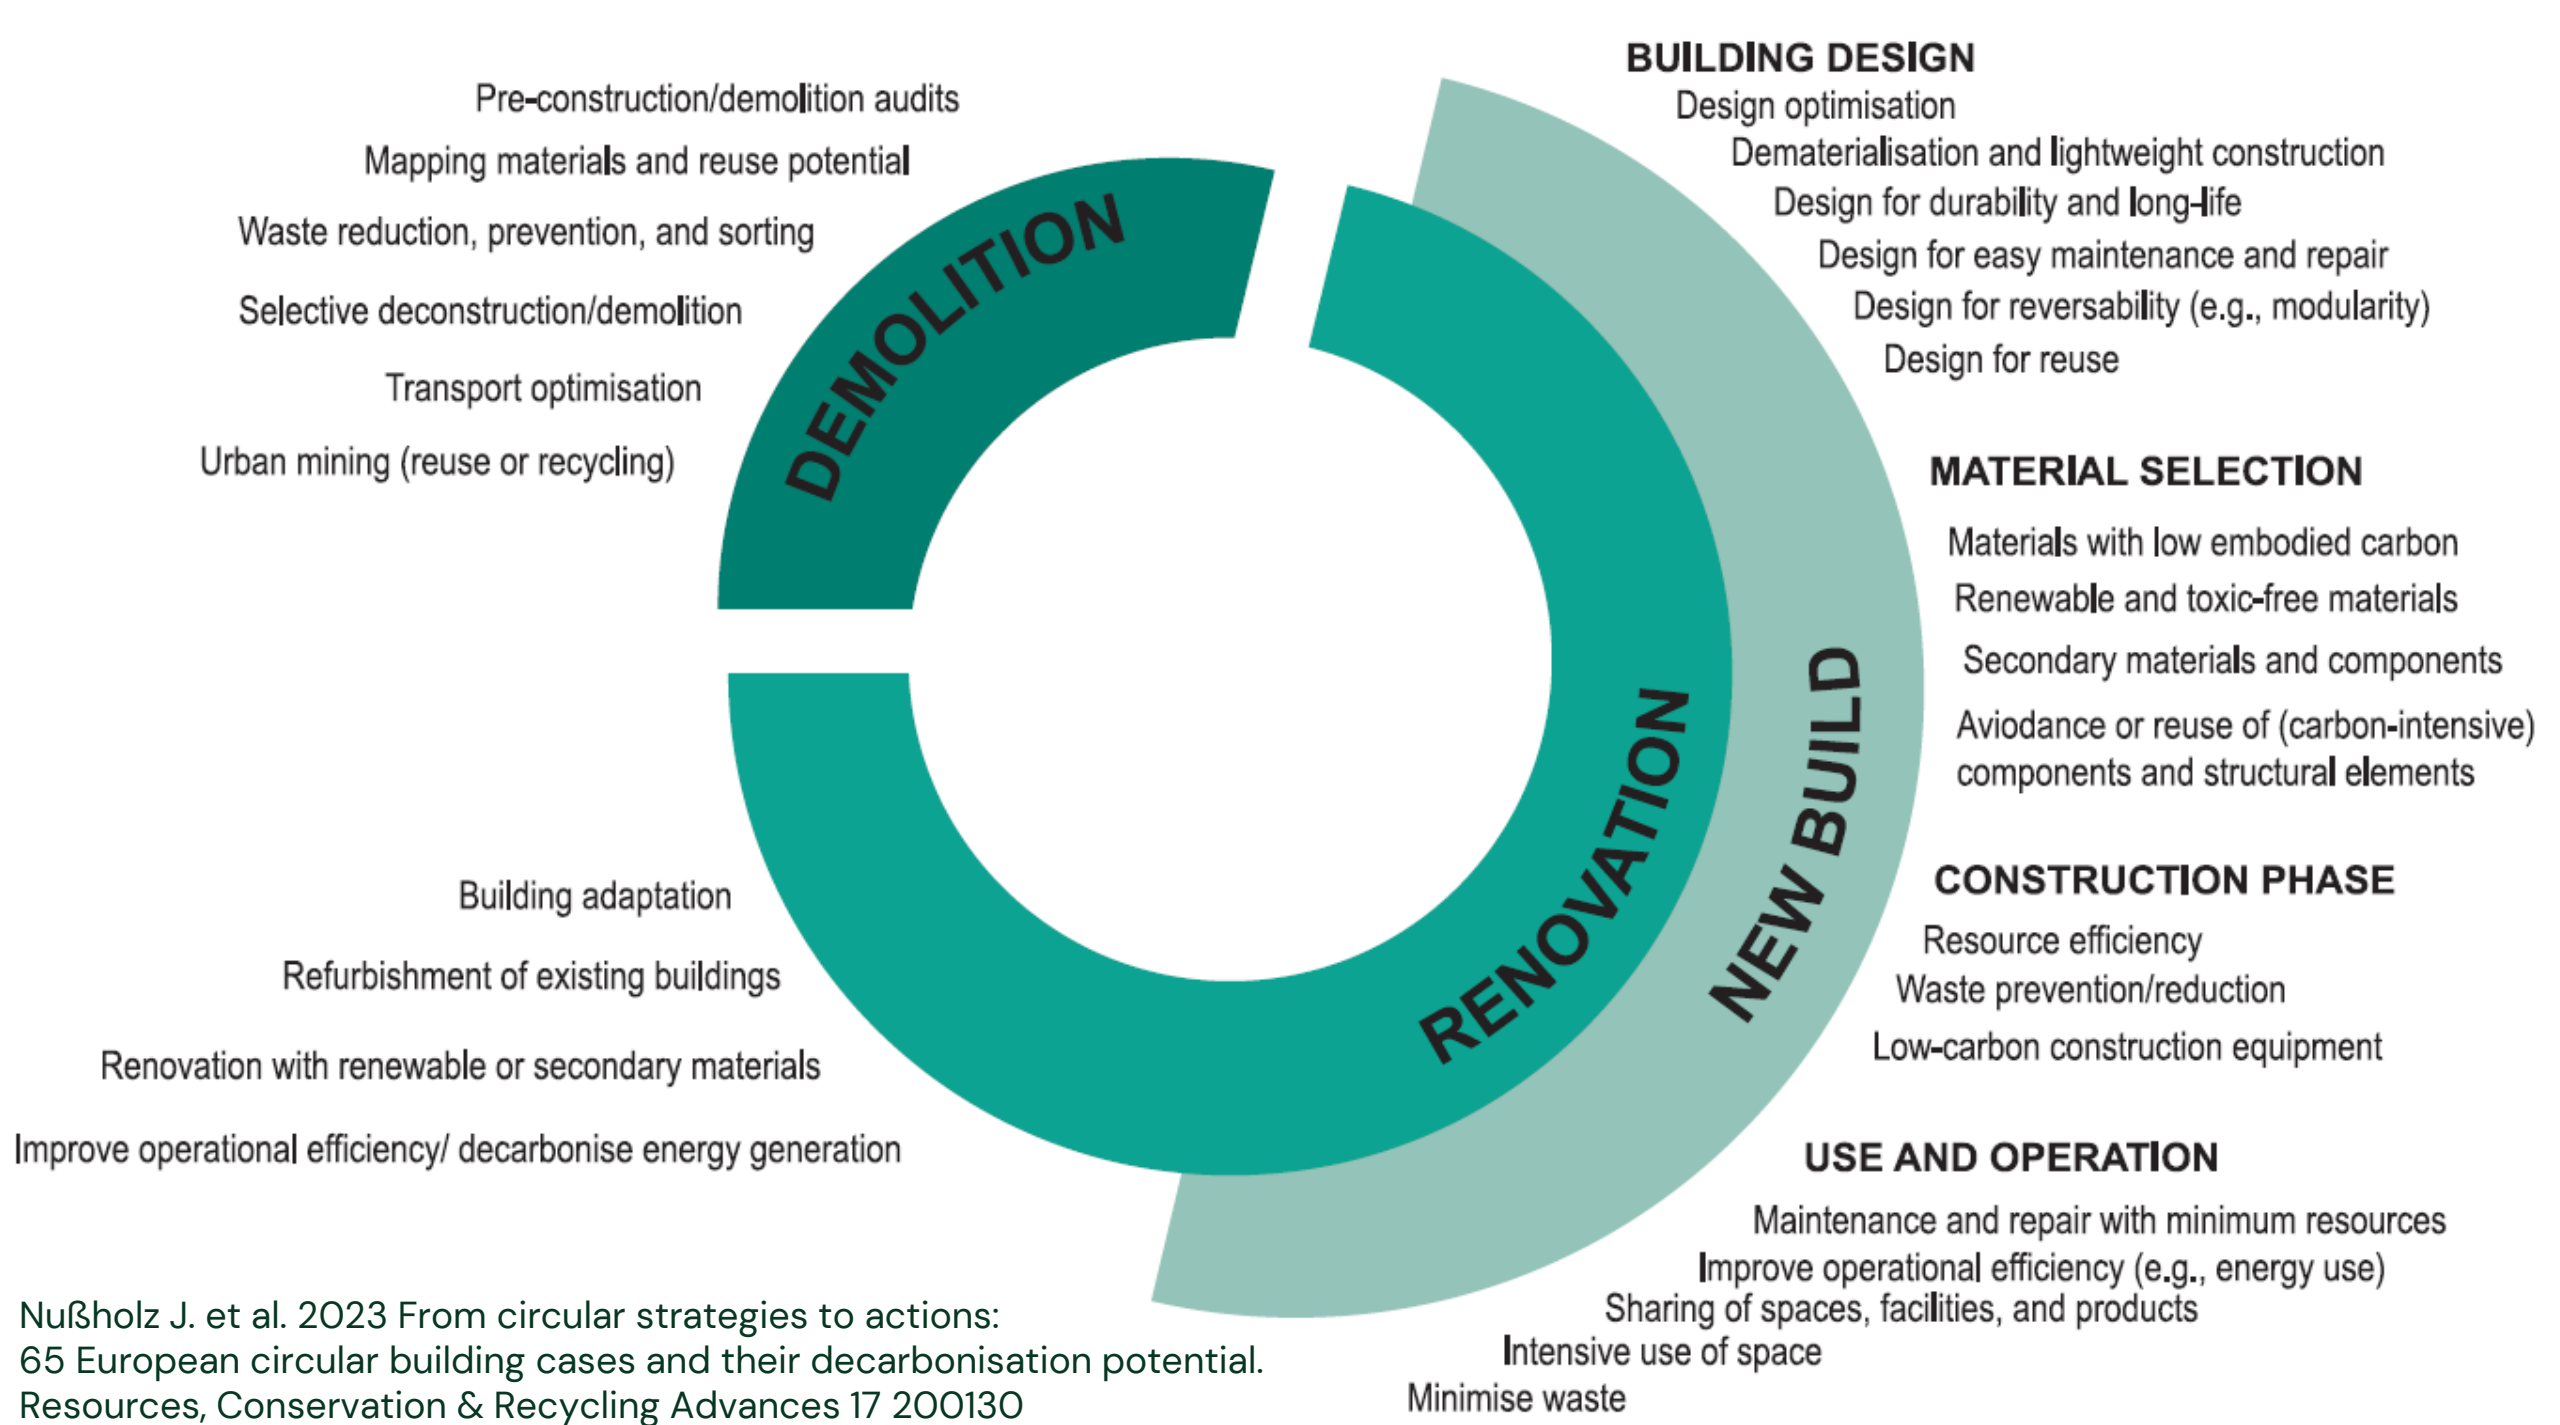 Pre-construction/demolition audits
Mapping materials and reuse potential
Waste reduction, prevention, and sorting
Selective deconstruction/demolition
Transport optimisation
Urban mining (reuse or recycling)
DEMOLITION
BUILDING DESIGN
Design optimisation
Dematerialisation and lightweight construction
Design for durability and long-life
Design for easy maintenance and repair
Design for reversability (e.g., modularity)
Design for reuse
MATERIAL SELECTION
Materials with low embodied carbon
Renewable and toxic-free materials
Secondary materials and components
Aviodance or reuse of (carbon-intensive)
components and structural elements
CONSTRUCTION PHASE
Resource efficiency
Waste prevention/reduction
Low-carbon construction equipment
USE AND OPERATION
Maintenance and repair with minimum resources
Improve operational efficiency (e.g., energy use)
Sharing of spaces, facilities, and products
Intensive use of space
Minimise waste
RENOVATION
NEW BUILD
Building adaptation
Refurbishment of existing buildings
Renovation with renewable or secondary materials
Improve operational efficiency/ decarbonise energy generation
Nußholz J. et al. 2023 From circular strategies to actions:
65 European circular building cases and their decarbonisation potential.
Resources, Conservation & Recycling Advances 17 200130